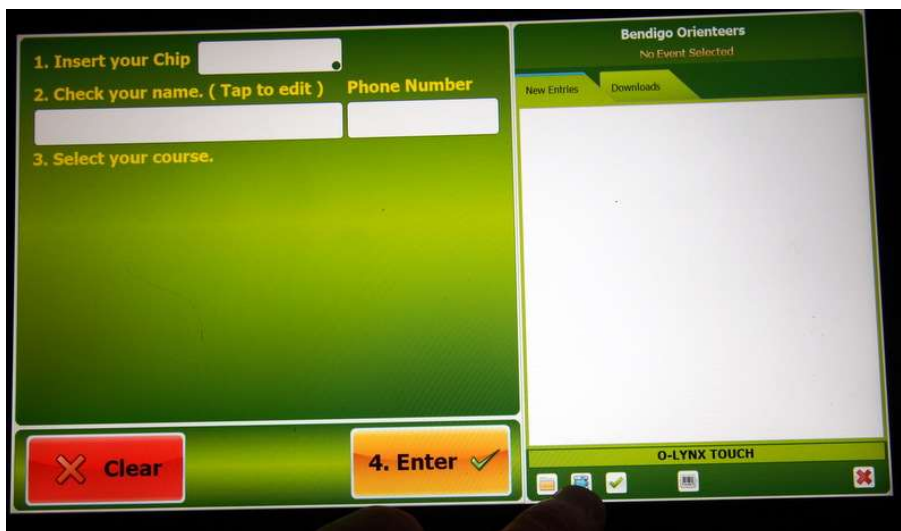 1. Insert your Chip
2. Check your name. ( Tap to edit ) Phone Number
3. Select your course.
Clear
4. Enter
Bendigo Orienteers
No Event Selected
New Entries Downloads
O-LYNX TOUCH